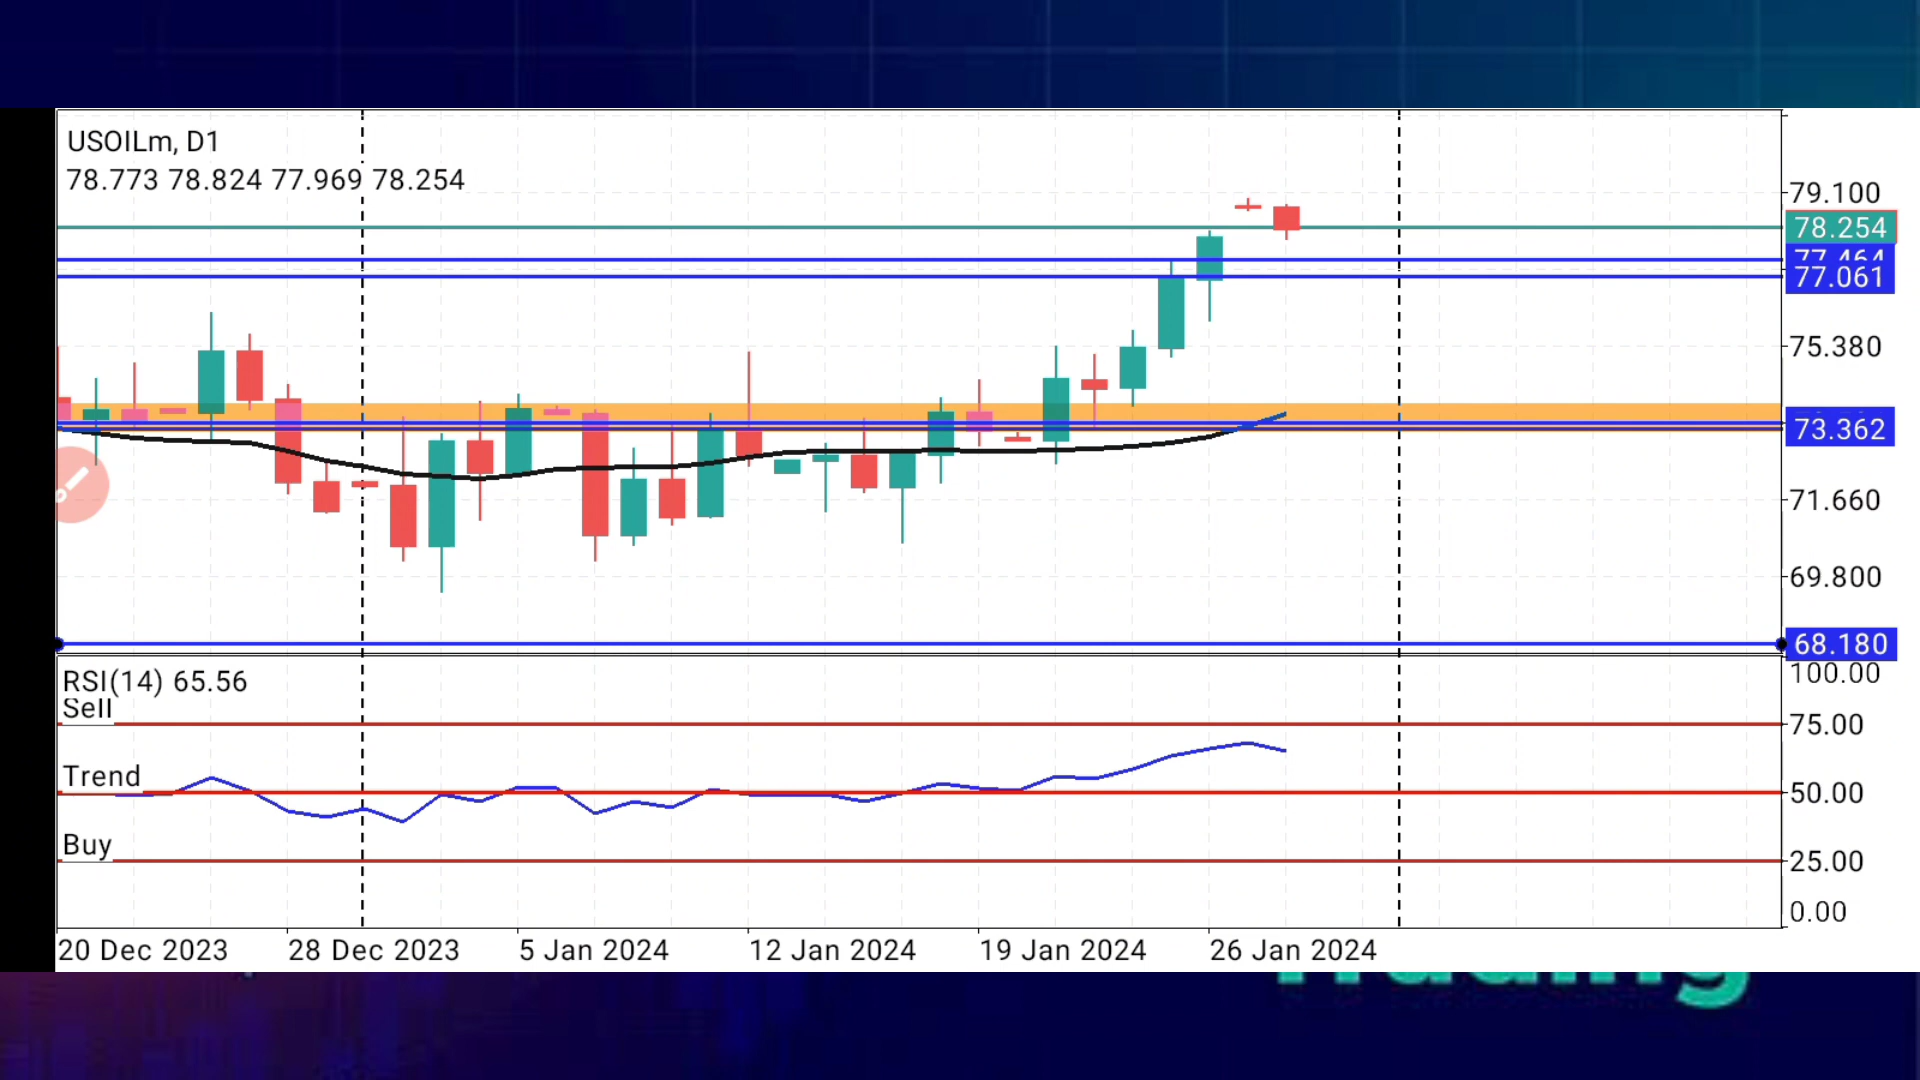 USOILm, D1
78.773 78.824 77.969 78.254
79.100
78.254
77.464
77.061
75.380
73.362
71.660
69.800
68.180
RSI(14) 65.56
100.00
Sell
75.00
Trend
50.00
Buy
25.00
0.00
20 Dec 2023 28 Dec 2023 5 Jan 2024 12 Jan 2024 19 Jan 2024 26 Jan 2024
Trading